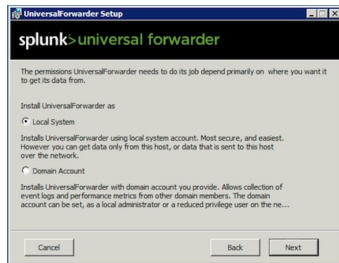 UniversalForwarder Setup
splunk>universal forwarder
The permissions UniversalForwarder needs to do its job depend primarily on where you want it
to get its data from.
Install UniversalForwarder as
Local System
Installs UniversalForwarder using local system account. Most secure, and easiest.
However you can get data only from this host, or data that is sent to this host
over the network.
Domain Account
Installs UniversalForwarder with domain account you provide. Allows collection of
event logs and performance metrics from other domain members. The domain
account can be set, as a local administrator or a reduced privilege user on the ne...
Cancel Back Next